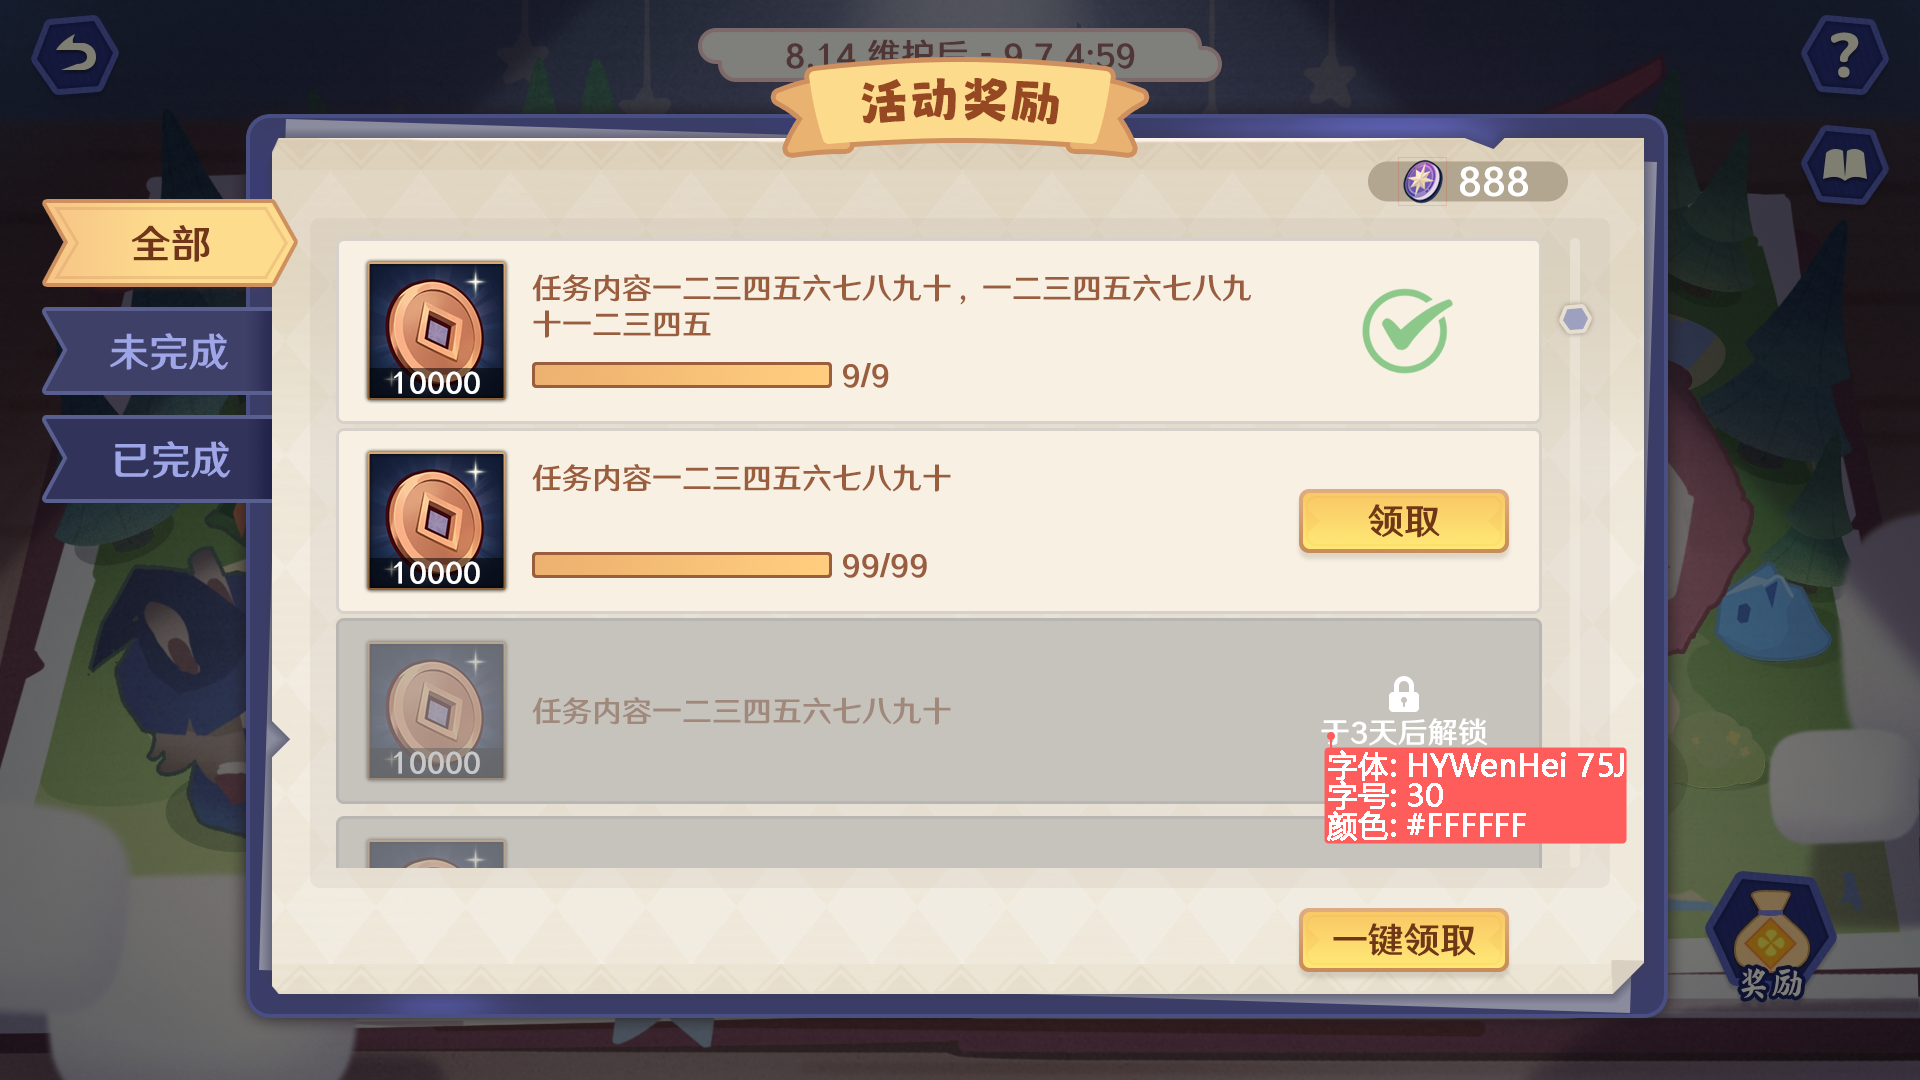 8.14 维护后 - 9.7 4:59
活动奖励
888
全部
未完成
已完成
任务内容一二三四五六七八九十，一二三四五六七八九
十一二三四五
10000
9/9
任务内容一二三四五六七八九十
10000
99/99
领取
任务内容一二三四五六七八九十
10000
于3天后解锁
字体: HYWenHei 75J
字号: 30
颜色: #FFFFFF
一键领取
奖励